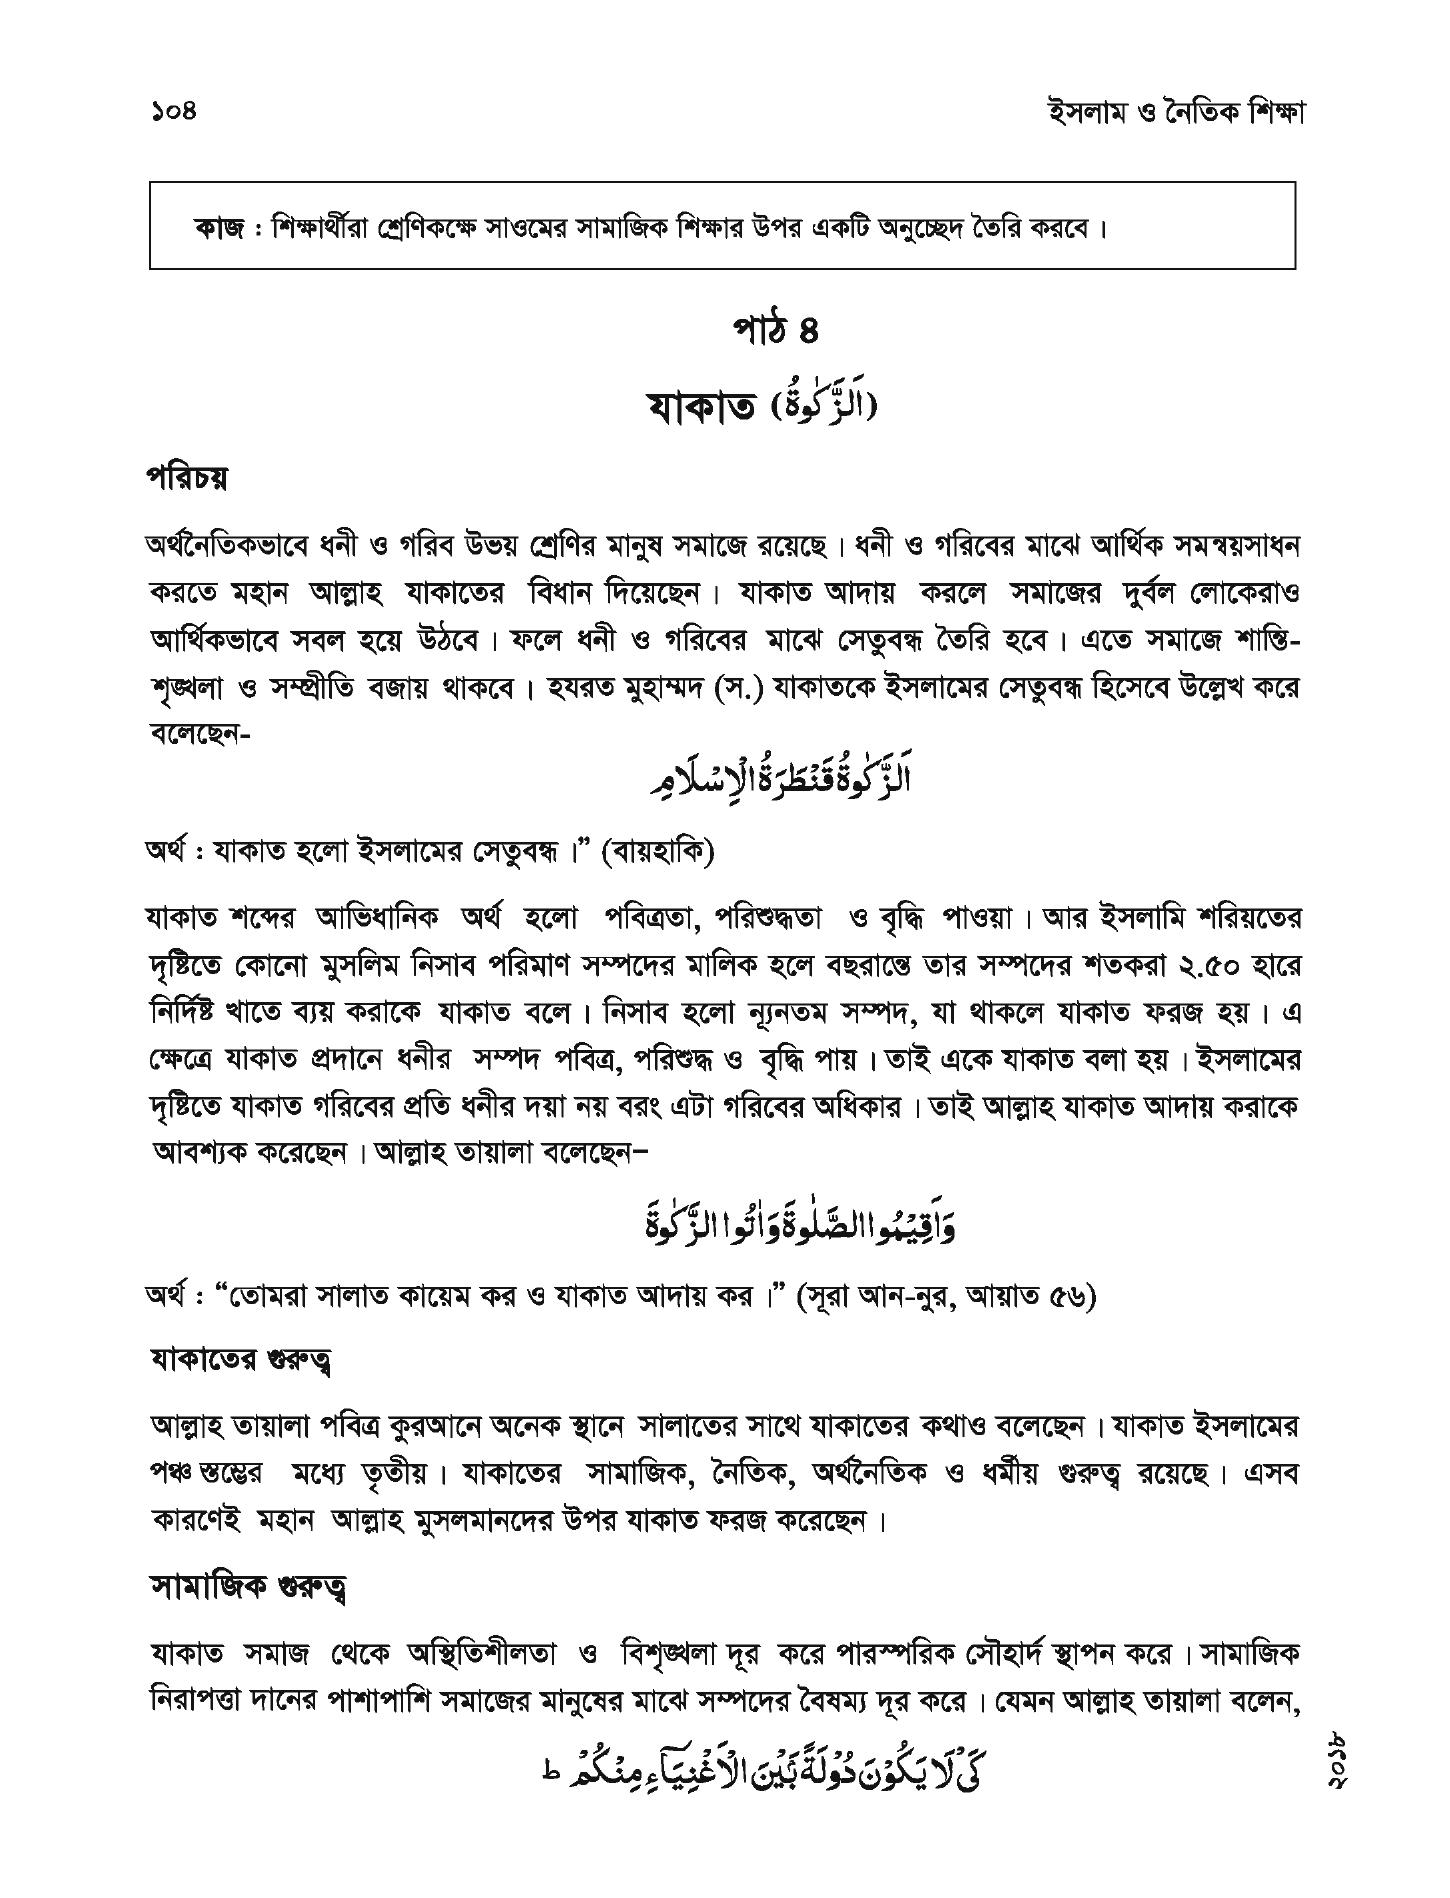 ১০৪
ইসলাম ও নৈতিক শিক্ষা
কাজ : শিক্ষার্থীরা শ্রেণিকক্ষে সাওমের সামাজিক শিক্ষার উপর একটি অনুচ্ছেদ তৈরি করবে।
পাঠ ৪
যাকাত (اَلزَّكٰوةُ)
পরিচয়
অর্থনৈতিকভাবে ধনী ও গরিব উভয় শ্রেণির মানুষ সমাজে রয়েছে। ধনী ও গরিবের মাঝে আর্থিক সমন্বয়সাধন
করতে মহান আল্লাহ যাকাতের বিধান দিয়েছেন। যাকাত আদায় করলে সমাজের দুর্বল লোকেরাও
আর্থিকভাবে সবল হয়ে উঠবে। ফলে ধনী ও গরিবের মাঝে সেতুবন্ধ তৈরি হবে। এতে সমাজে শান্তি-
শৃঙ্খলা ও সম্প্রীতি বজায় থাকবে। হযরত মুহাম্মদ (স.) যাকাতকে ইসলামের সেতুবন্ধ হিসেবে উল্লেখ করে
বলেছেন-
اَلزَّكٰوةُ قَنْطَرَةُ الْاِسْلَامِ
অর্থ : যাকাত হলো ইসলামের সেতুবন্ধ।” (বায়হাকি)
যাকাত শব্দের আভিধানিক অর্থ হলো পবিত্রতা, পরিশুদ্ধতা ও বৃদ্ধি পাওয়া। আর ইসলামি শরিয়তের
দৃষ্টিতে কোনো মুসলিম নিসাব পরিমাণ সম্পদের মালিক হলে বছরান্তে তার সম্পদের শতকরা ২.৫০ হারে
নির্দিষ্ট খাতে ব্যয় করাকে যাকাত বলে। নিসাব হলো ন্যূনতম সম্পদ, যা থাকলে যাকাত ফরজ হয়। এ
ক্ষেত্রে যাকাত প্রদানে ধনীর সম্পদ পবিত্র, পরিশুদ্ধ ও বৃদ্ধি পায়। তাই একে যাকাত বলা হয়। ইসলামের
দৃষ্টিতে যাকাত গরিবের প্রতি ধনীর দয়া নয় বরং এটা গরিবের অধিকার। তাই আল্লাহ যাকাত আদায় করাকে
আবশ্যক করেছেন। আল্লাহ তায়ালা বলেছেন–
وَاَقِيْمُوا الصَّلٰوةَ وَاٰتُوا الزَّكٰوةَ
অর্থ : “তোমরা সালাত কায়েম কর ও যাকাত আদায় কর।” (সূরা আন-নুর, আয়াত ৫৬)
যাকাতের গুরুত্ব
আল্লাহ তায়ালা পবিত্র কুরআনে অনেক স্থানে সালাতের সাথে যাকাতের কথাও বলেছেন। যাকাত ইসলামের
পঞ্চ স্তম্ভের মধ্যে তৃতীয়। যাকাতের সামাজিক, নৈতিক, অর্থনৈতিক ও ধর্মীয় গুরুত্ব রয়েছে। এসব
কারণেই মহান আল্লাহ মুসলমানদের উপর যাকাত ফরজ করেছেন।
সামাজিক গুরুত্ব
যাকাত সমাজ থেকে অস্থিতিশীলতা ও বিশৃঙ্খলা দূর করে পারস্পরিক সৌহার্দ স্থাপন করে। সামাজিক
নিরাপত্তা দানের পাশাপাশি সমাজের মানুষের মাঝে সম্পদের বৈষম্য দূর করে। যেমন আল্লাহ তায়ালা বলেন,
كَىْ لَا يَكُوْنَ دُوْلَةً بَيْنَ الْاَغْنِيَآءِ مِنْكُمْ ط
২০১৮